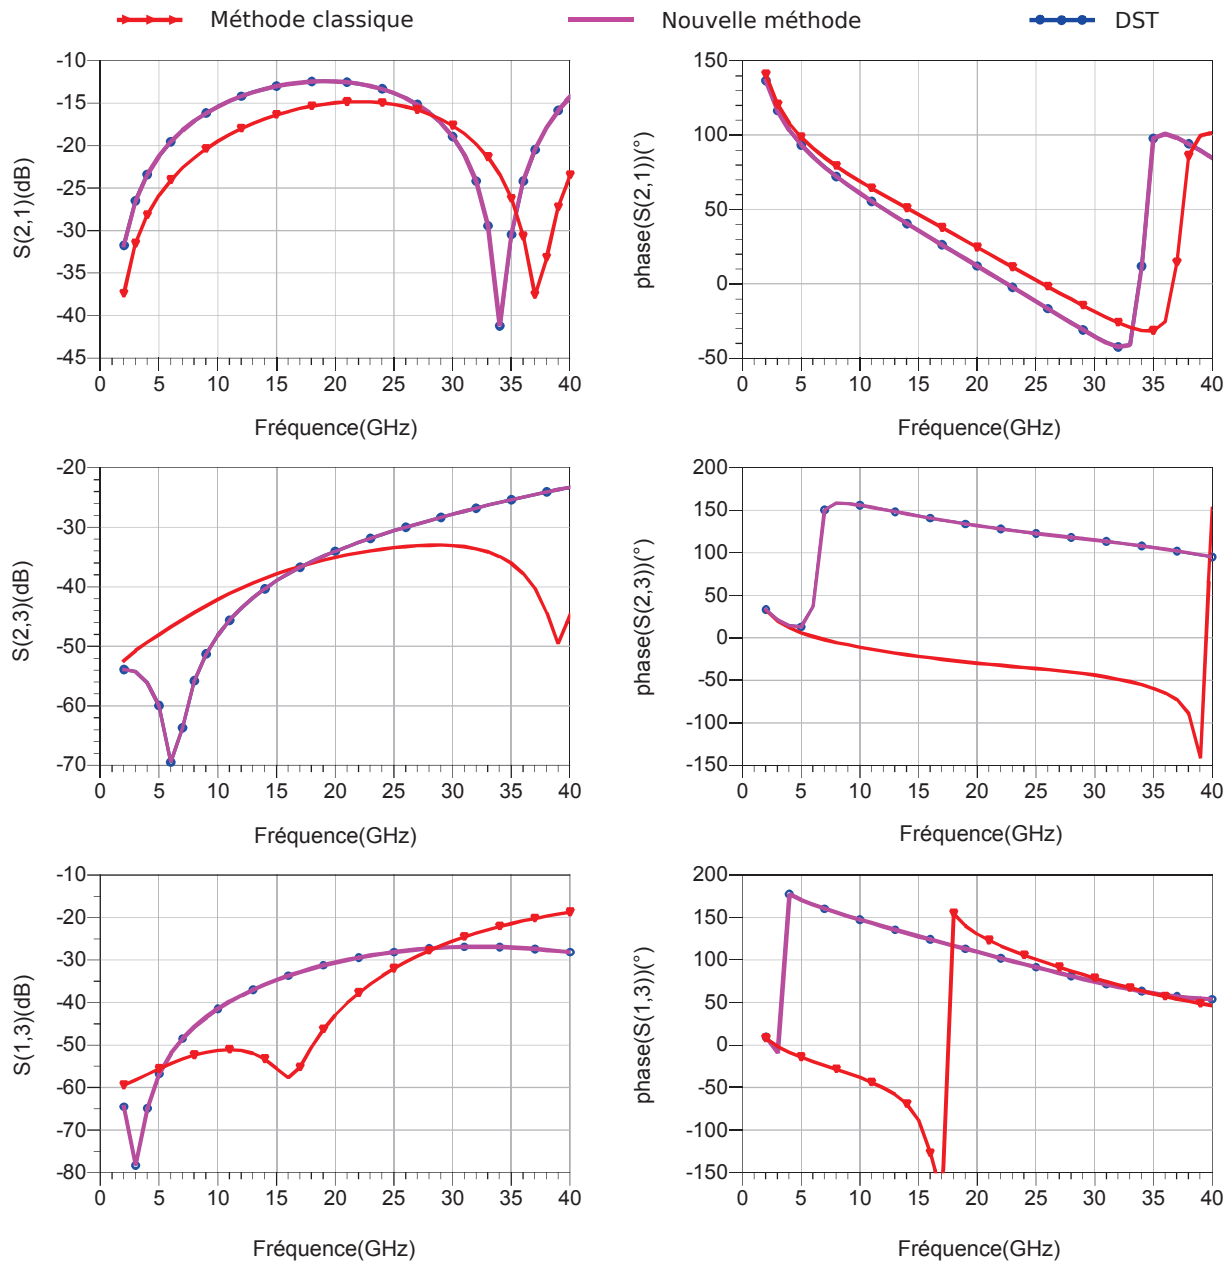 Méthode classique Nouvelle méthode DST
S(2,1)(dB)
-10
-15
-20
-25
-30
-35
-40
-45
0 5 10 15 20 25 30 35 40
Fréquence(GHz)
phase(S(2,1))(°)
150
100
50
0
-50
0 5 10 15 20 25 30 35 40
Fréquence(GHz)
S(2,3)(dB)
-20
-30
-40
-50
-60
-70
0 5 10 15 20 25 30 35 40
Fréquence(GHz)
phase(S(2,3))(°)
200
150
100
50
0
-50
-100
-150
0 5 10 15 20 25 30 35 40
Fréquence(GHz)
S(1,3)(dB)
-10
-20
-30
-40
-50
-60
-70
-80
0 5 10 15 20 25 30 35 40
Fréquence(GHz)
phase(S(1,3))(°)
200
150
100
50
0
-50
-100
-150
0 5 10 15 20 25 30 35 40
Fréquence(GHz)